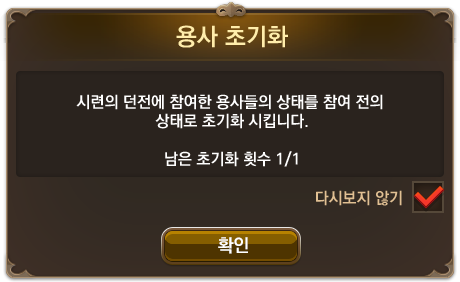 용사 초기화
시련의 던전에 참여한 용사들의 상태를 참여 전의
상태로 초기화 시킵니다.
남은 초기화 횟수 1/1
다시보지 않기
확인